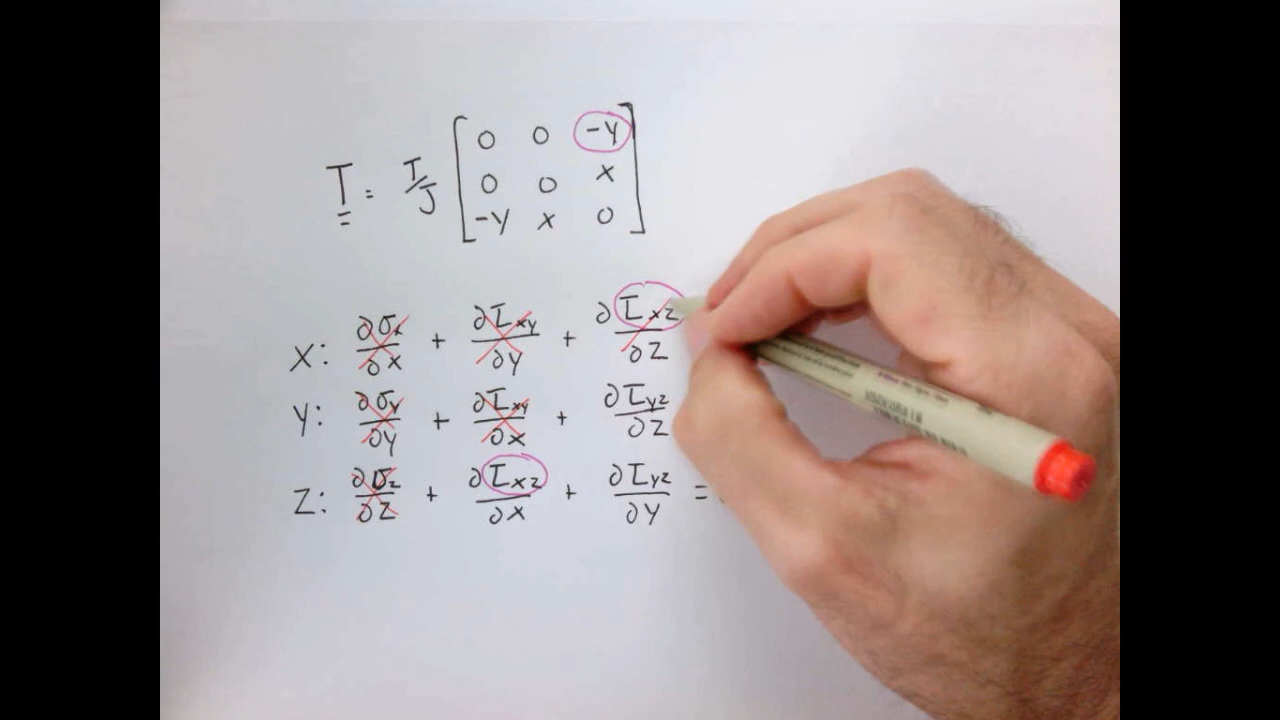 T = T/J [ 0 0 -y
0 0 x
-y x 0 ]
X: ∂σx/∂x + ∂τxy/∂y + ∂τxz/∂z
Y: ∂σy/∂y + ∂τxy/∂x + ∂τyz/∂z
Z: ∂σz/∂z + ∂τxz/∂x + ∂τyz/∂y =